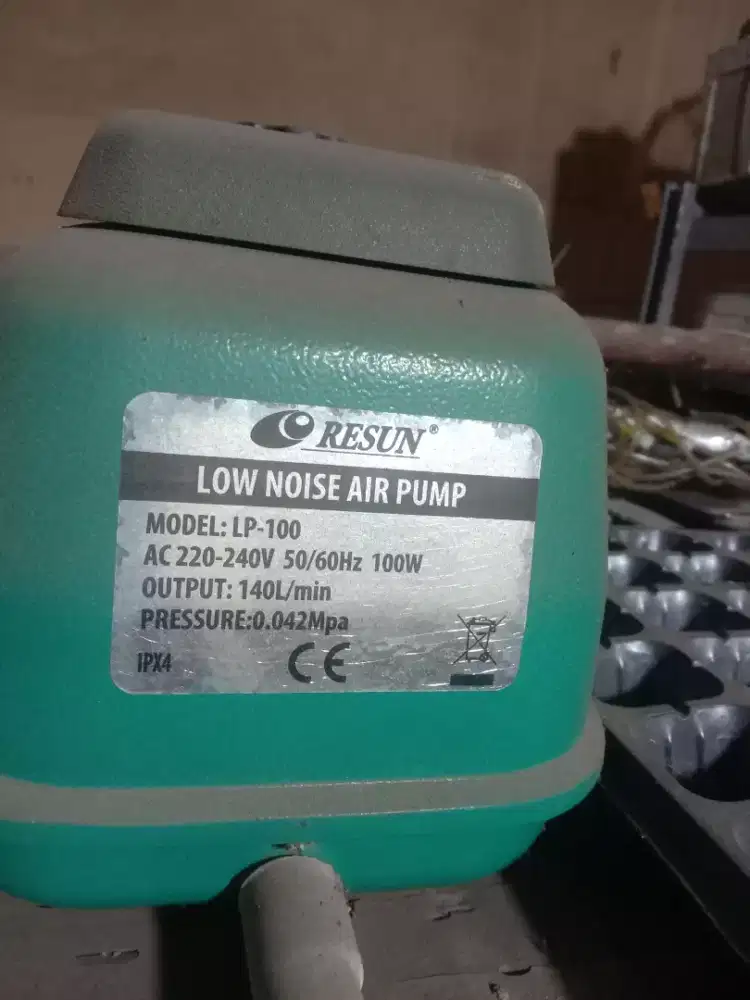 RESUN®
LOW NOISE AIR PUMP
MODEL: LP-100
AC 220-240V 50/60Hz 100W
OUTPUT: 140L/min
PRESSURE:0.042Mpa
IPX4 CE